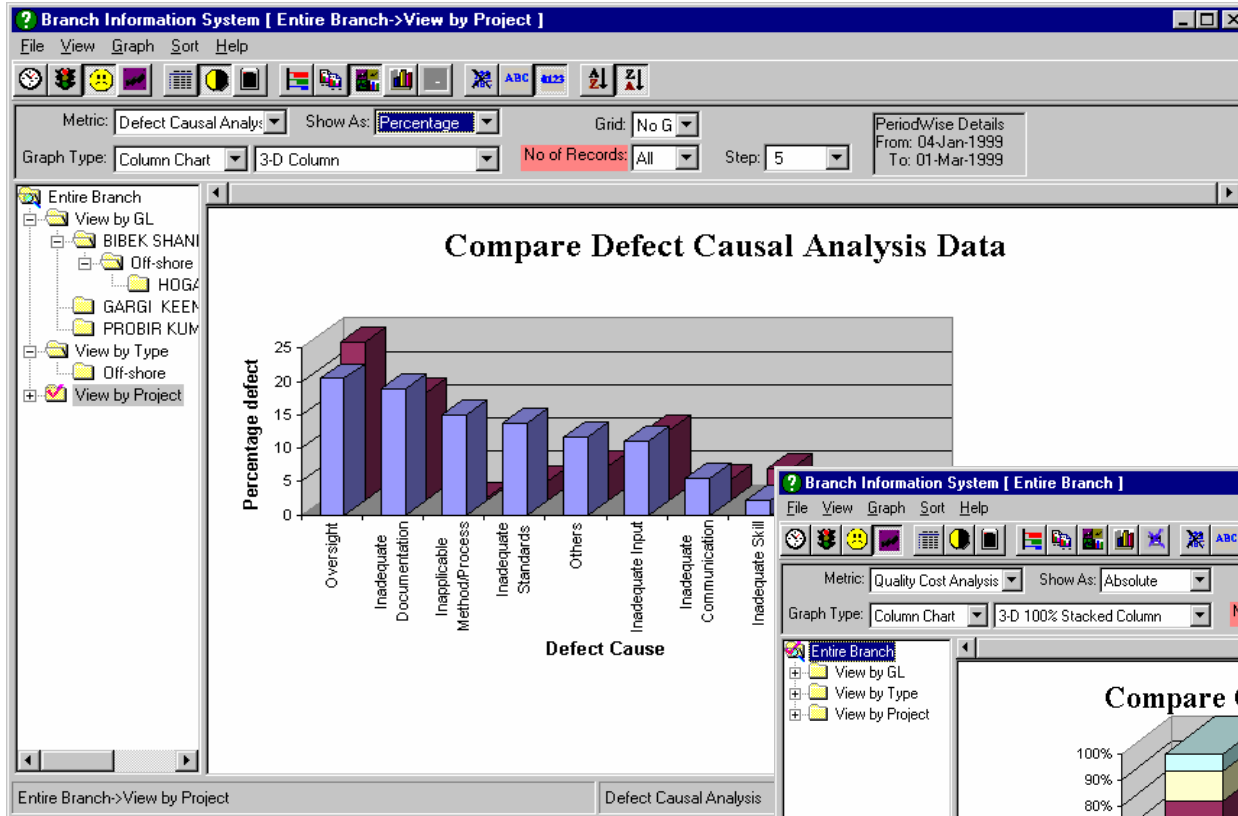 Branch Information System [ Entire Branch->View by Project ]
File View Graph Sort Help
ABC 123
A Z Z A
Metric: Defect Causal Analys Show As: Percentage Grid: No G
PeriodWise Details
From: 04-Jan-1999
To: 01-Mar-1999
Graph Type: Column Chart 3-D Column No of Records: All Step: 5
Entire Branch
View by GL
BIBEK SHAN
Off-shore
HOGA
GARGI KEEN
PROBIR KUM
View by Type
Off-shore
View by Project
Compare Defect Causal Analysis Data
Percentage defect
25
20
15
10
5
0
Oversight
Inadequate
Documentation
Inapplicable
Method/Process
Inadequate
Standards
Others
Inadequate Input
Inadequate
Communication
Inadequate Skill
Defect Cause
Entire Branch->View by Project Defect Causal Analysis
Branch Information System [ Entire Branch ]
File View Graph Sort Help
ABC
Metric: Quality Cost Analysis Show As: Absolute
Graph Type: Column Chart 3-D 100% Stacked Column
Entire Branch
View by GL
View by Type
View by Project
Compare
100%
90%
80%